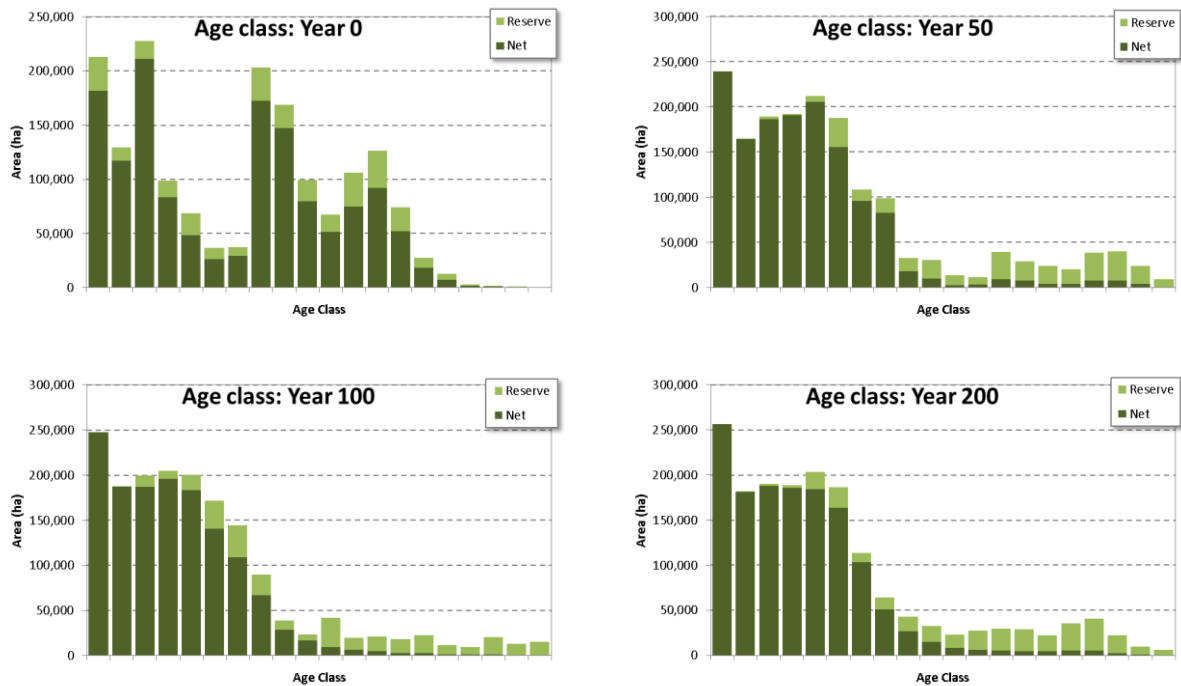 Age class: Year 0
Reserve
Net
250,000
200,000
150,000
100,000
50,000
0
Area (ha)
Age Class
Age class: Year 50
Reserve
Net
300,000
250,000
200,000
150,000
100,000
50,000
0
Area (ha)
Age Class
Age class: Year 100
Reserve
Net
300,000
250,000
200,000
150,000
100,000
50,000
0
Area (ha)
Age Class
Age class: Year 200
Reserve
Net
300,000
250,000
200,000
150,000
100,000
50,000
0
Area (ha)
Age Class